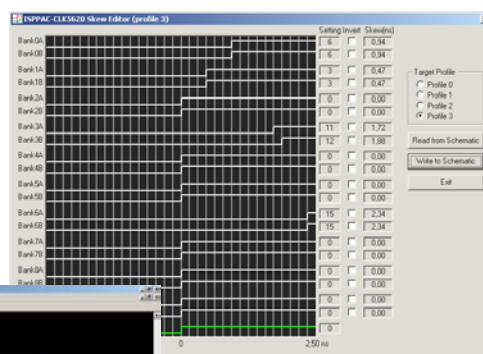 ISPPAC-CLK5620 Skew Editor (profile 3)
Setting Invert Skew(ns)
Bank0A 6 0,94
Bank0B 6 0,94
Bank1A 3 0,47
Bank1B 3 0,47
Bank2A 0 0,00
Bank2B 0 0,00
Bank3A 11 1,72
Bank3B 12 1,88
Bank4A 0 0,00
Bank4B 0 0,00
Bank5A 0 0,00
Bank5B 0 0,00
Bank6A 15 2,34
Bank6B 15 2,34
Bank7A 0 0,00
Bank7B 0 0,00
Bank8A 0 0,00
Bank8B 0 0,00
0 0,00
0 0,00
0
0 2,50 ns
Target Profile
Profile 0
Profile 1
Profile 2
Profile 3
Read from Schematic
Write to Schematic
Exit